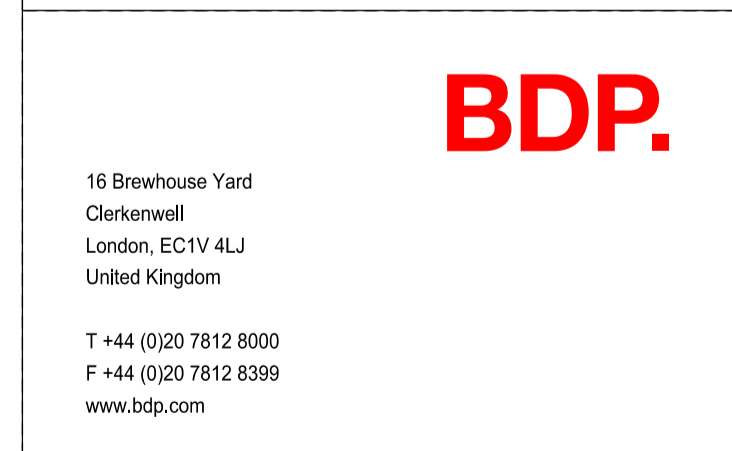 BDP.
16 Brewhouse Yard
Clerkenwell
London, EC1V 4LJ
United Kingdom
T +44 (0)20 7812 8000
F +44 (0)20 7812 8399
www.bdp.com